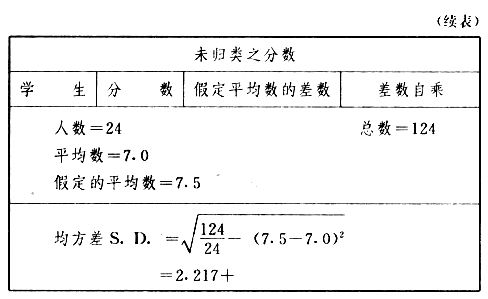 (续表)
未归类之分数
学 生 分 数 假定平均数的差数 差数自乘
人数=24 总数=124
平均数=7.0
假定的平均数=7.5
均方差 S. D. =√(124/24 − (7.5−7.0)²)
=2.217+